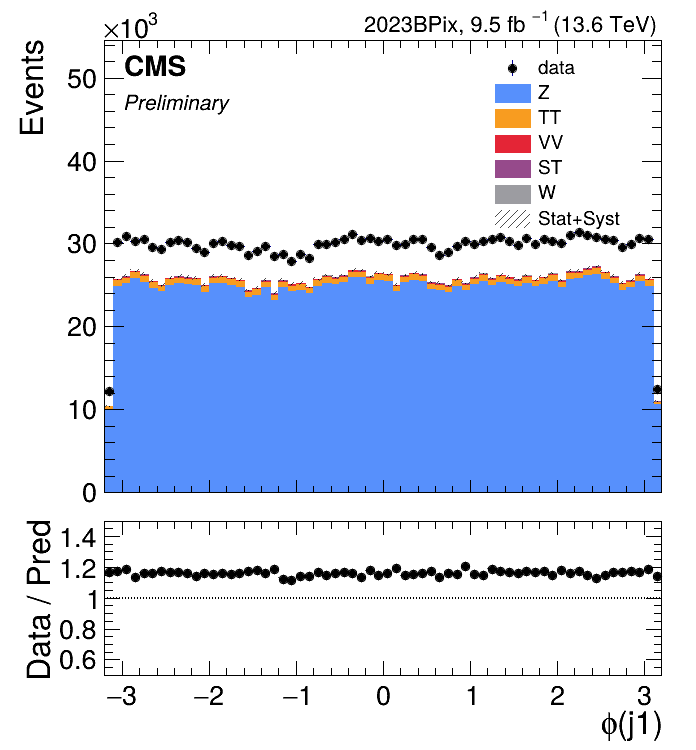 ×10³ 2023BPix, 9.5 fb ⁻¹ (13.6 TeV)
Events
CMS
Preliminary
data
Z
TT
VV
ST
W
Stat+Syst
50
40
30
20
10
0
Data / Pred
1.4
1.2
1
0.8
0.6
−3 −2 −1 0 1 2 3
ϕ(j1)